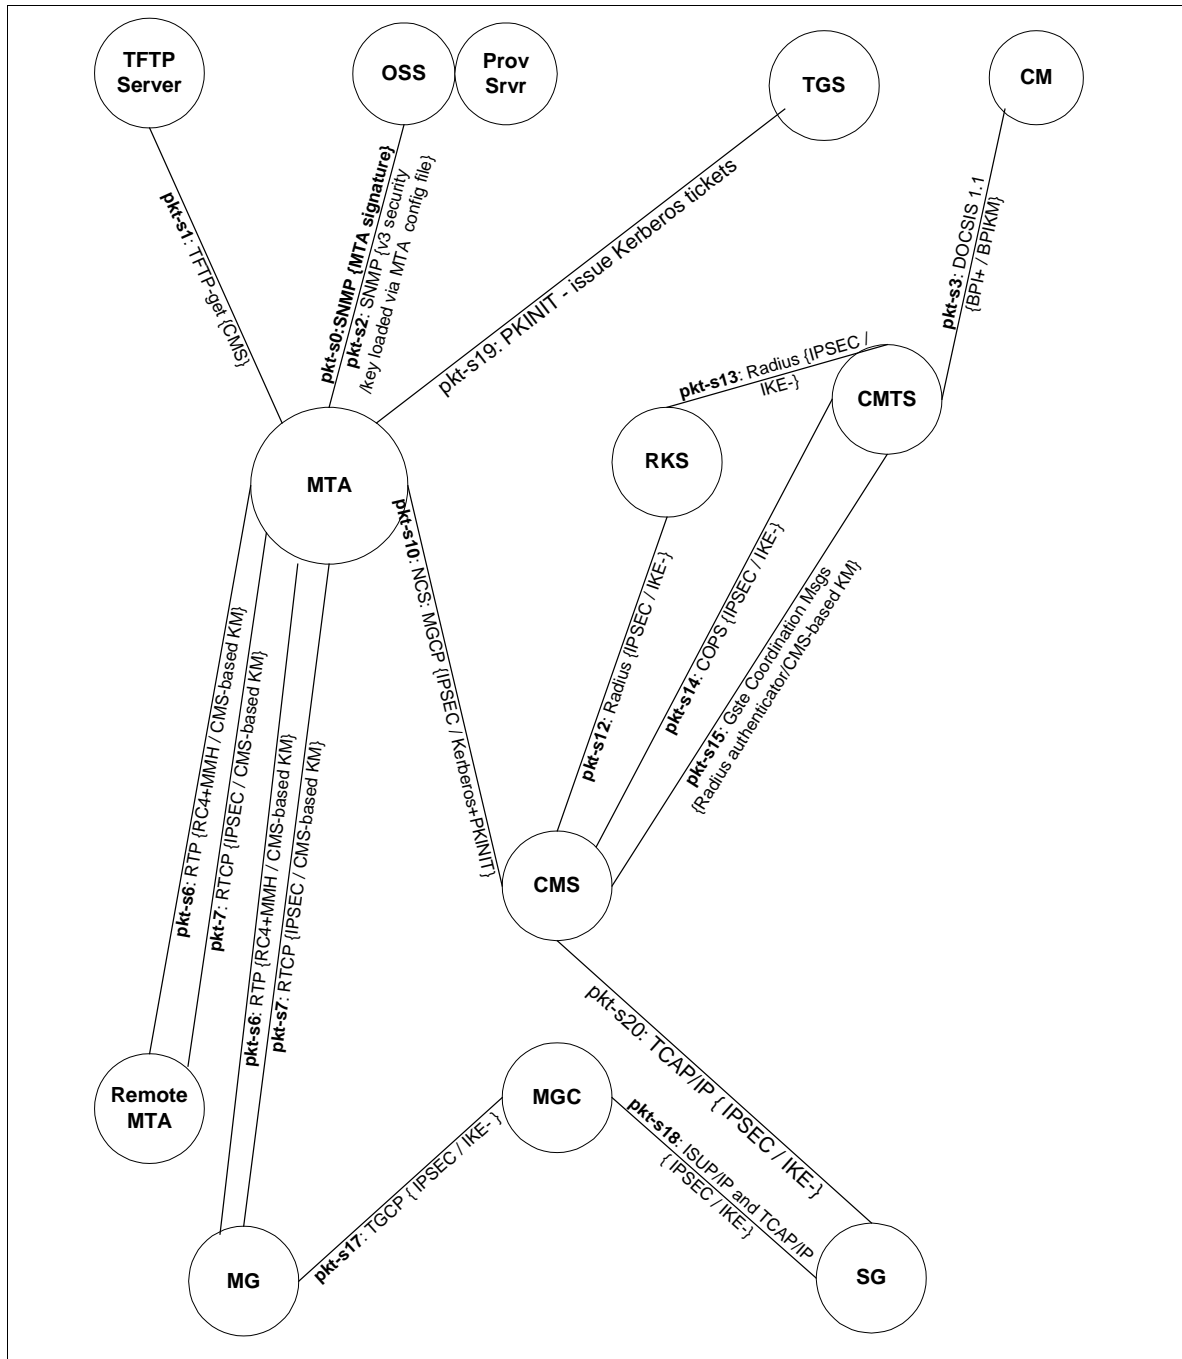 TFTP
Server
OSS
Prov
Srvr
TGS
CM
pkt-s1: TFTP-get {CMS}
pkt-s0:SNMP {MTA signature}
pkt-s2: SNMP {v3 security
/key loaded via MTA config file}
pkt-s19: PKINIT - issue Kerberos tickets
pkt-s3: DOCSIS 1.1
{BPI+ / BPIKM}
pkt-s13: Radius {IPSEC /
IKE-}
CMTS
RKS
MTA
pkt-s10: NCS: MGCP {IPSEC / Kerberos+PKINIT}
pkt-s12: Radius {IPSEC / IKE-}
pkt-s14: COPS {IPSEC / IKE-}
pkt-s15: Gste Coordination Msgs
{Radius authenticator/CMS-based KM}
pkt-s6: RTP {RC4+MMH / CMS-based KM}
pkt-7: RTCP {IPSEC / CMS-based KM}
pkt-s6: RTP {RC4+MMH / CMS-based KM}
pkt-s7: RTCP {IPSEC / CMS-based KM}
CMS
pkt-s20: TCAP/IP { IPSEC / IKE-}
Remote
MTA
MGC
pkt-s18: ISUP/IP and TCAP/IP
{ IPSEC / IKE-}
pkt-s17: TGCP { IPSEC / IKE- }
MG
SG